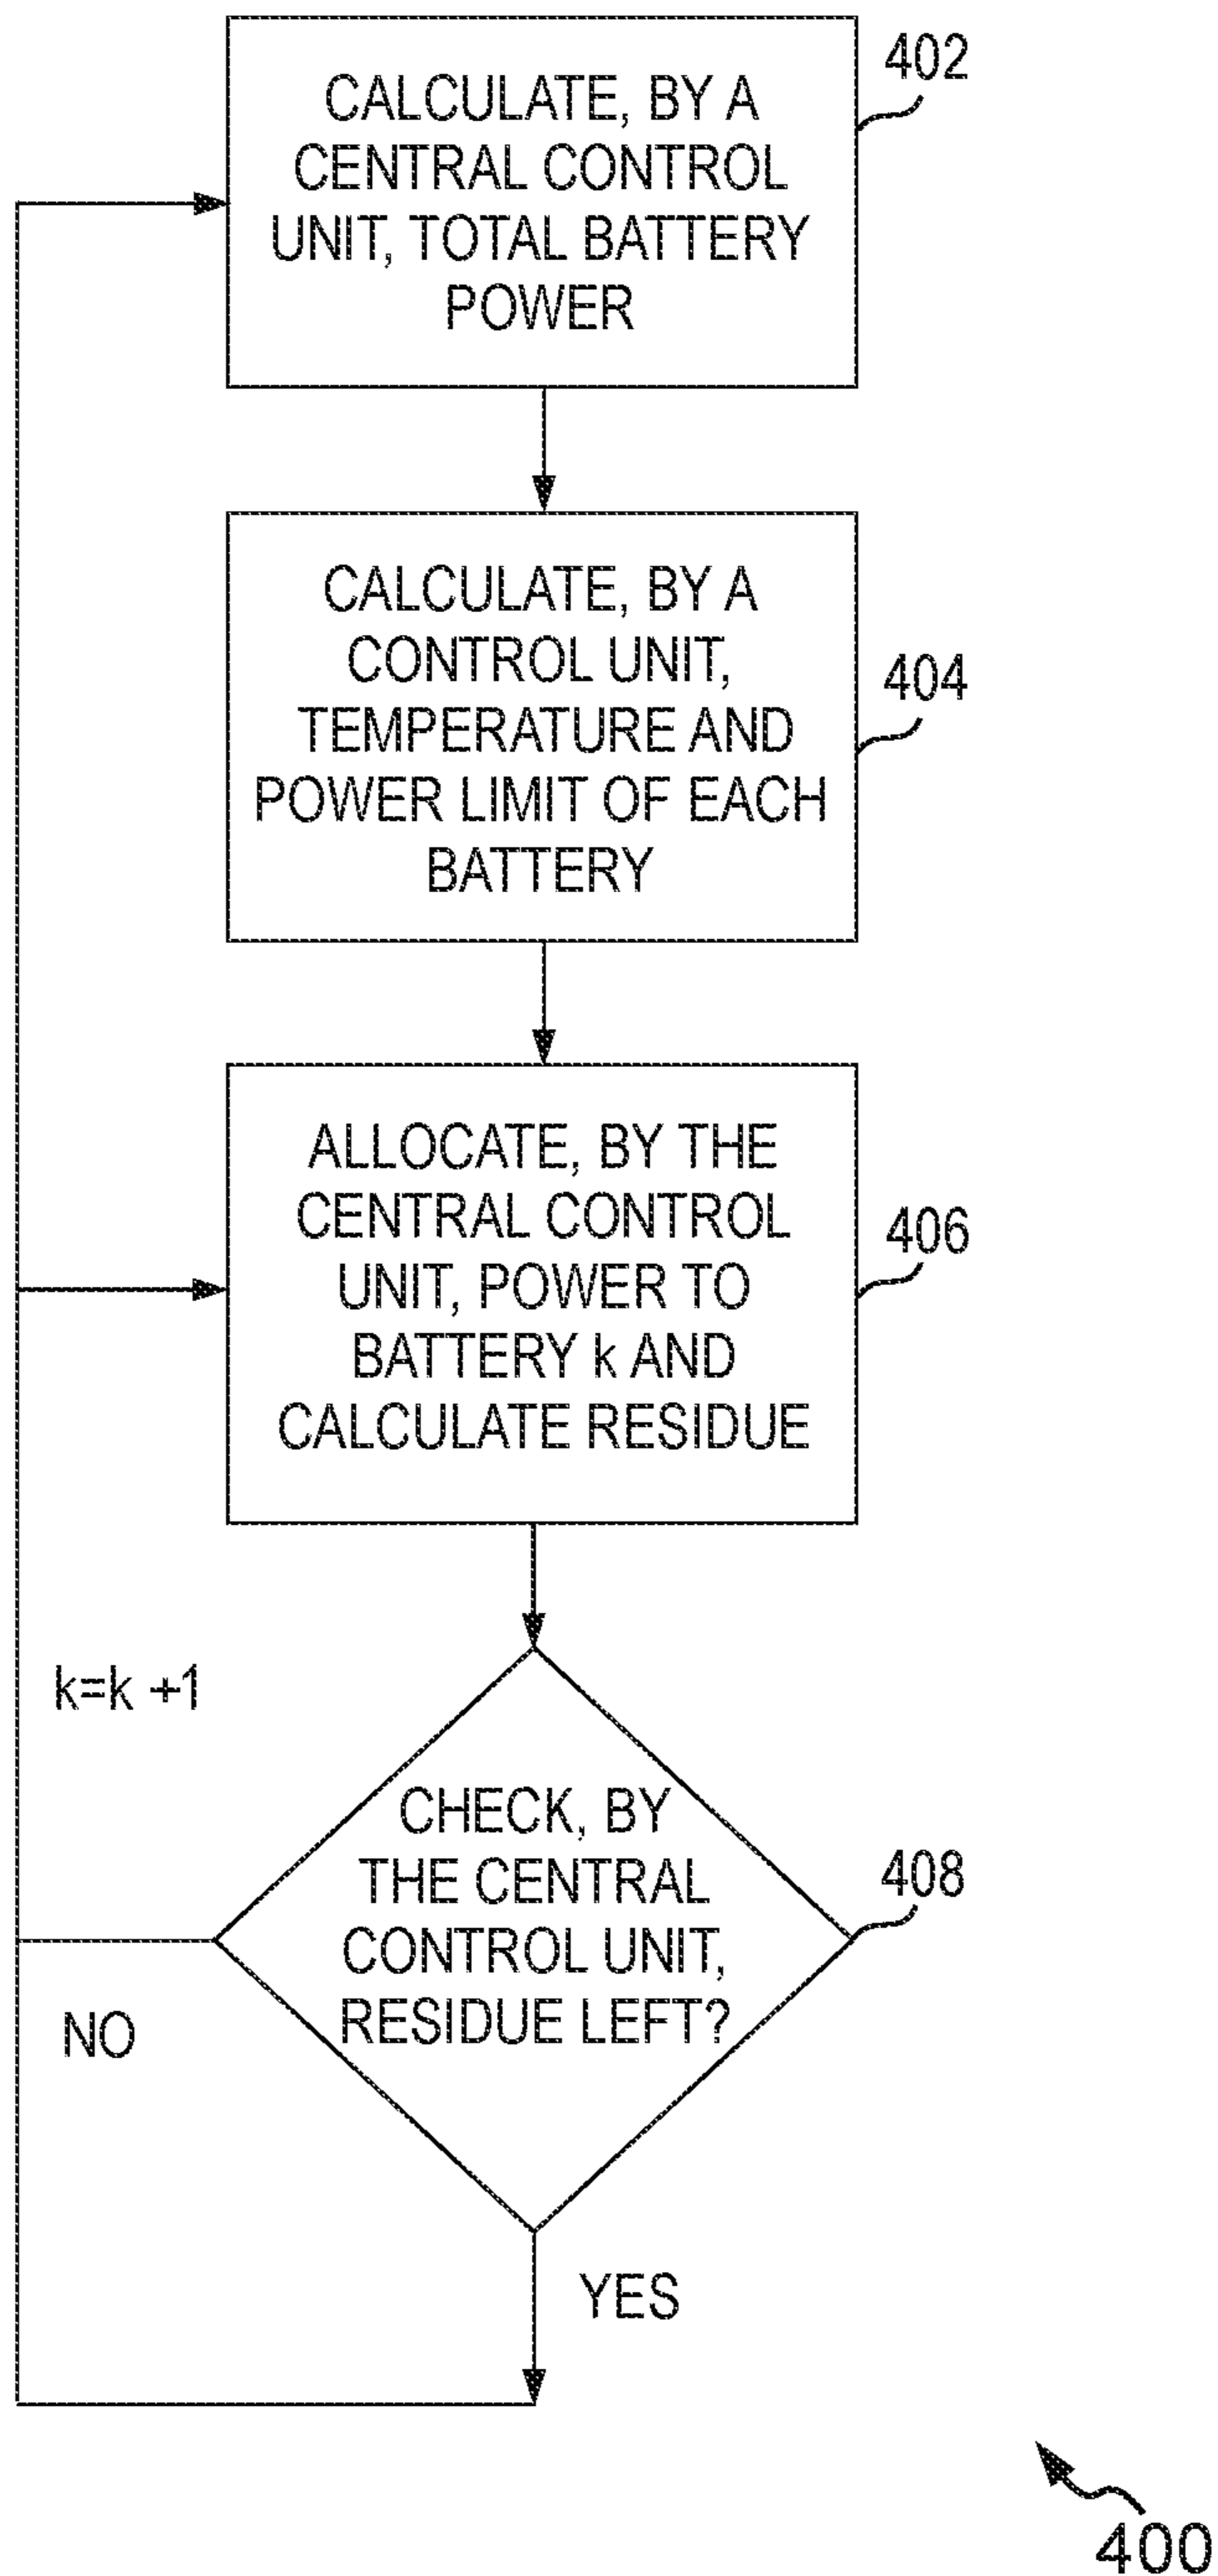 402
CALCULATE, BY A
CENTRAL CONTROL
UNIT, TOTAL BATTERY
POWER
CALCULATE, BY A
CONTROL UNIT,
TEMPERATURE AND
POWER LIMIT OF EACH
BATTERY
404
ALLOCATE, BY THE
CENTRAL CONTROL
UNIT, POWER TO
BATTERY k AND
CALCULATE RESIDUE
406
k=k +1
CHECK, BY
THE CENTRAL
CONTROL UNIT,
RESIDUE LEFT?
408
NO
YES
400